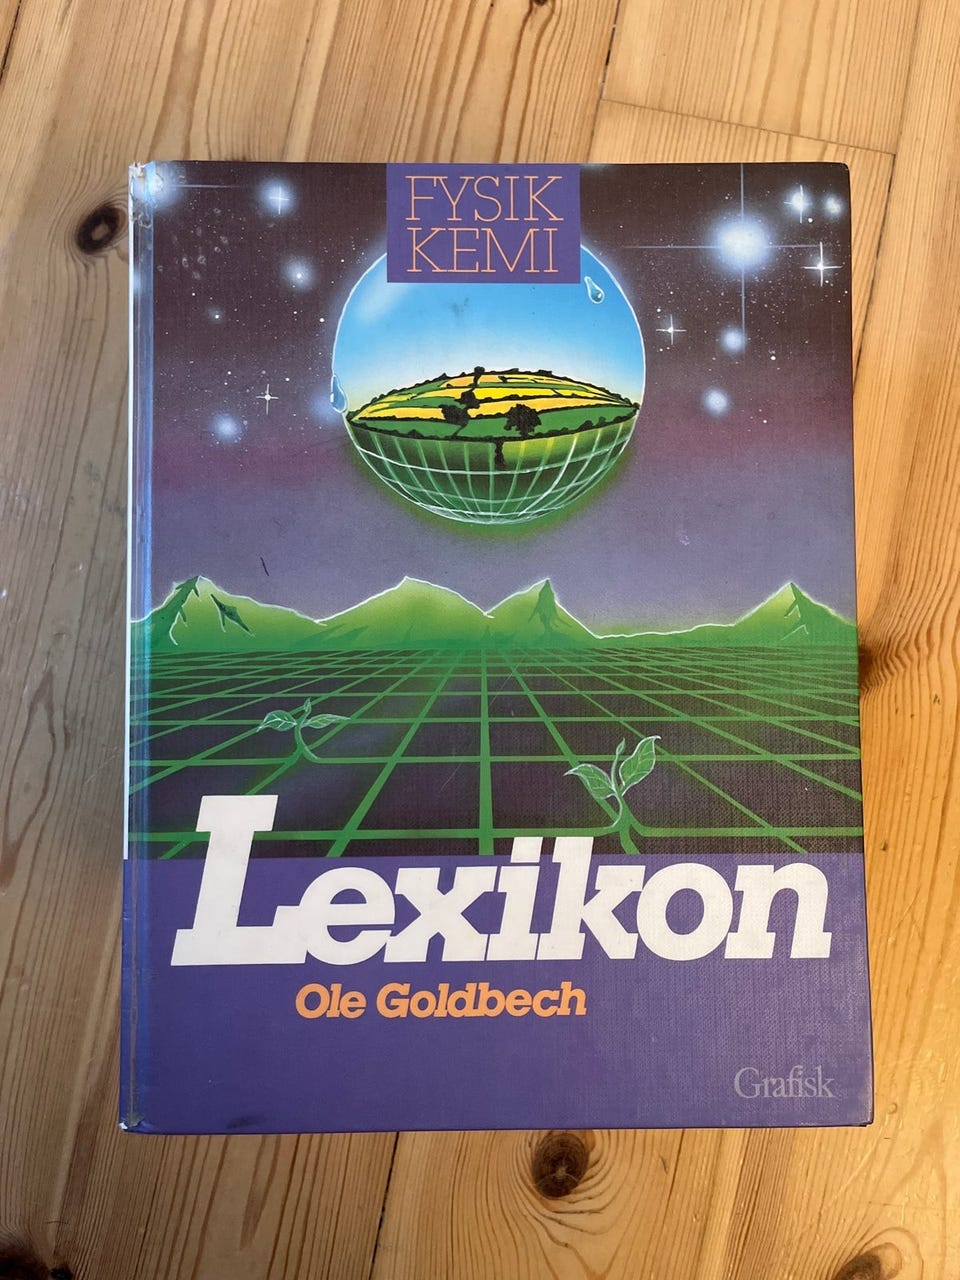 FYSIK
KEMI
Lexikon
Ole Goldbech
Grafisk